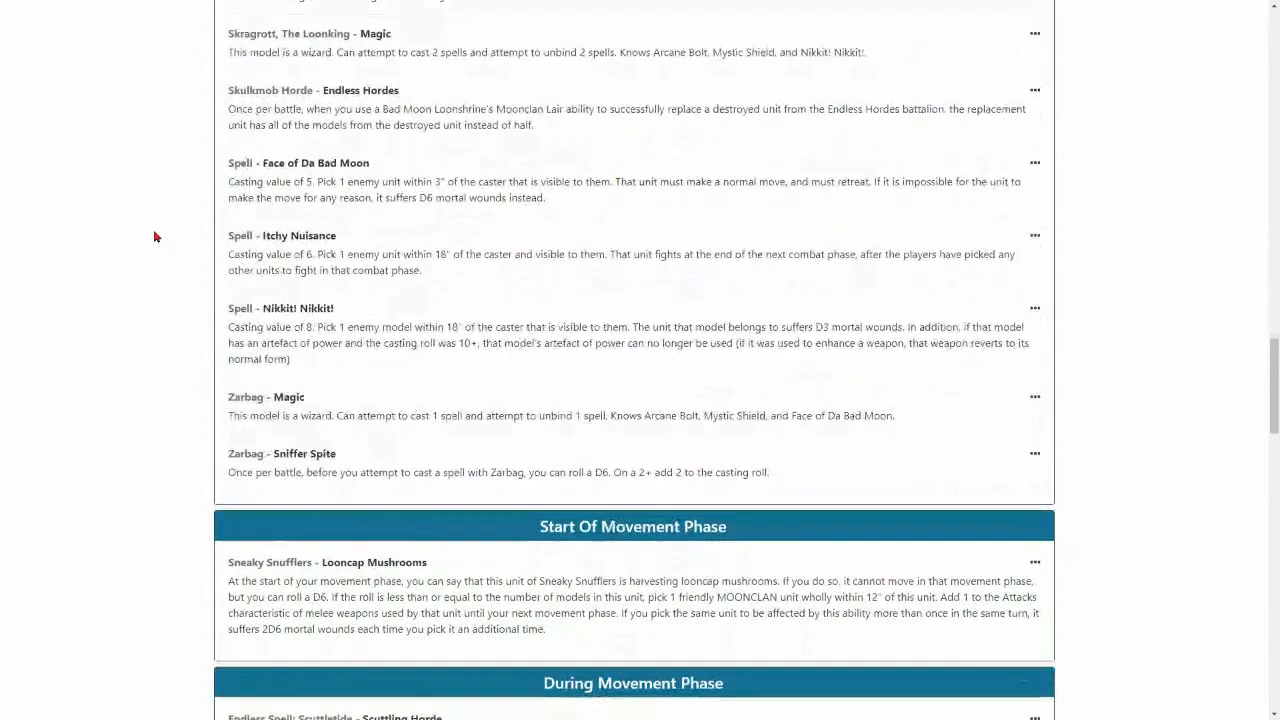 Skragrott, The Loonking - Magic
This model is a wizard. Can attempt to cast 2 spells and attempt to unbind 2 spells. Knows Arcane Bolt, Mystic Shield, and Nikkit! Nikkit!.
Skulkmob Horde - Endless Hordes
Once per battle, when you use a Bad Moon Loonshrine's Moonclan Lair ability to successfully replace a destroyed unit from the Endless Hordes battalion, the replacement
unit has all of the models from the destroyed unit instead of half.
Spell - Face of Da Bad Moon
Casting value of 5. Pick 1 enemy unit within 3" of the caster that is visible to them. That unit must make a normal move, and must retreat. If it is impossible for the unit to
make the move for any reason, it suffers D6 mortal wounds instead.
Spell - Itchy Nuisance
Casting value of 6. Pick 1 enemy unit within 18" of the caster and visible to them. That unit fights at the end of the next combat phase, after the players have picked any
other units to fight in that combat phase.
Spell - Nikkit! Nikkit!
Casting value of 8. Pick 1 enemy model within 18" of the caster that is visible to them. The unit that model belongs to suffers D3 mortal wounds. In addition, if that model
has an artefact of power and the casting roll was 10+, that model's artefact of power can no longer be used (if it was used to enhance a weapon, that weapon reverts to its
normal form)
Zarbag - Magic
This model is a wizard. Can attempt to cast 1 spell and attempt to unbind 1 spell. Knows Arcane Bolt, Mystic Shield, and Face of Da Bad Moon.
Zarbag - Sniffer Spite
Once per battle, before you attempt to cast a spell with Zarbag, you can roll a D6. On a 2+ add 2 to the casting roll.
Start Of Movement Phase
Sneaky Snufflers - Looncap Mushrooms
At the start of your movement phase, you can say that this unit of Sneaky Snufflers is harvesting looncap mushrooms. If you do so, it cannot move in that movement phase,
but you can roll a D6. If the roll is less than or equal to the number of models in this unit, pick 1 friendly MOONCLAN unit wholly within 12" of this unit. Add 1 to the Attacks
characteristic of melee weapons used by that unit until your next movement phase. If you pick the same unit to be affected by this ability more than once in the same turn, it
suffers 2D6 mortal wounds each time you pick it an additional time.
During Movement Phase
Endless Spell: Scuttletide - Scuttling Horde